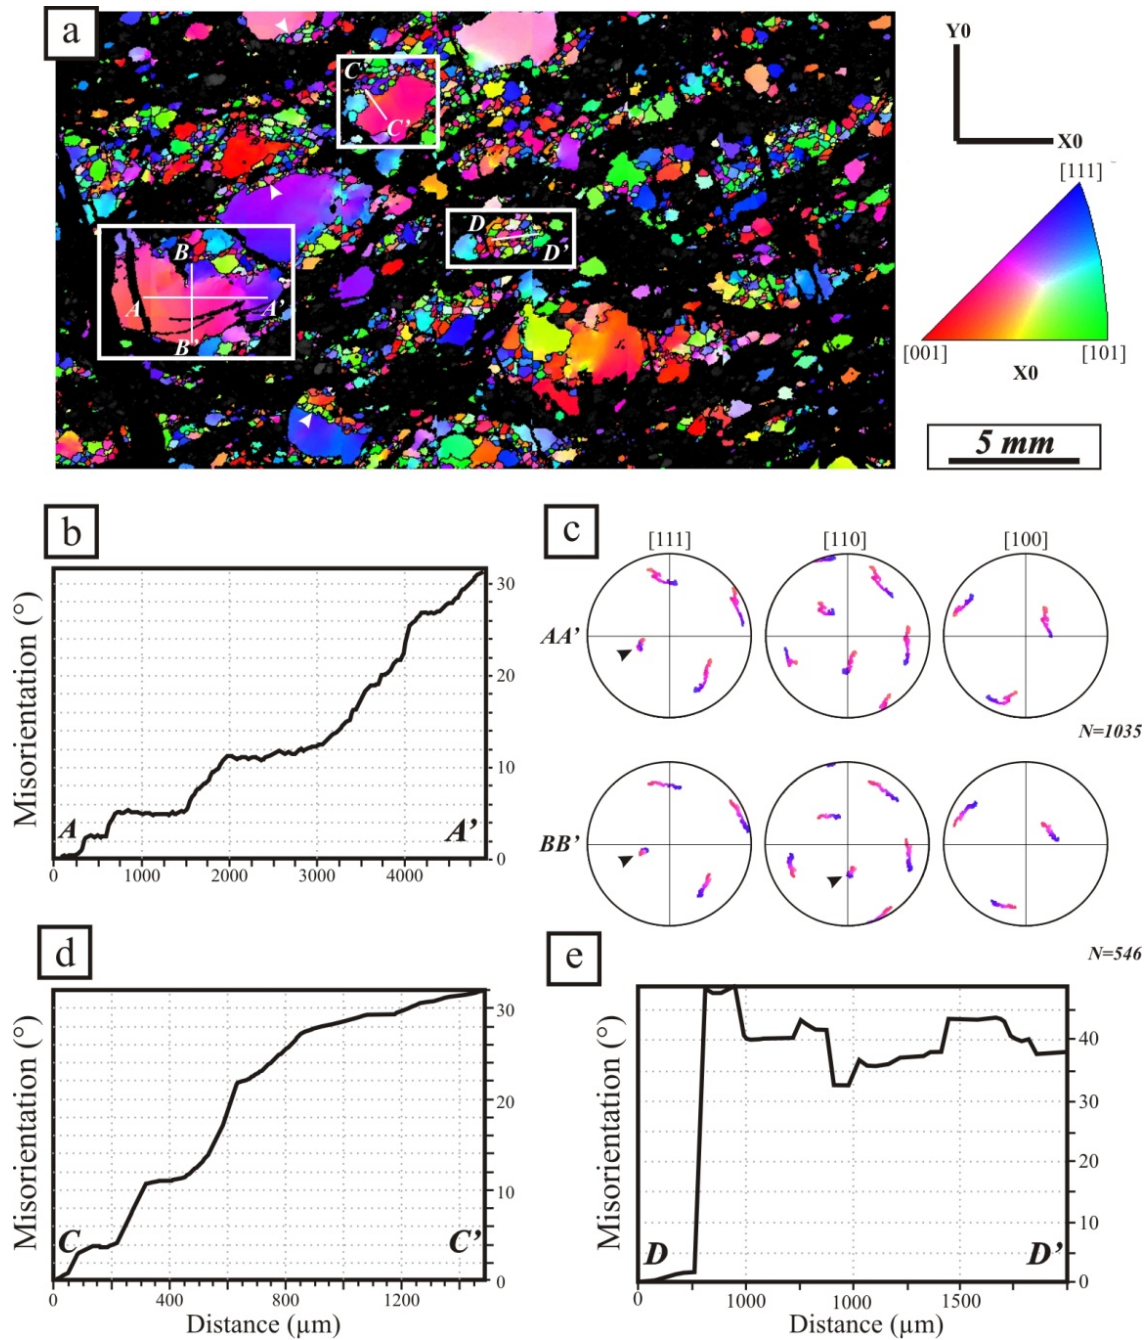 a
Y0
X0
C
C'
[111]
D
D'
B
A
A'
B'
[001]
[101]
X0
5 mm
b
Misorientation (°)
30
20
10
0
A
A'
0
1000
2000
3000
4000
c
[111]
[110]
[100]
AA'
N=1035
BB'
N=546
d
Misorientation (°)
30
20
10
0
C
C'
0
400
800
1200
Distance (µm)
e
Misorientation (°)
40
30
20
10
0
D
D'
0
1000
1000
1500
Distance (µm)